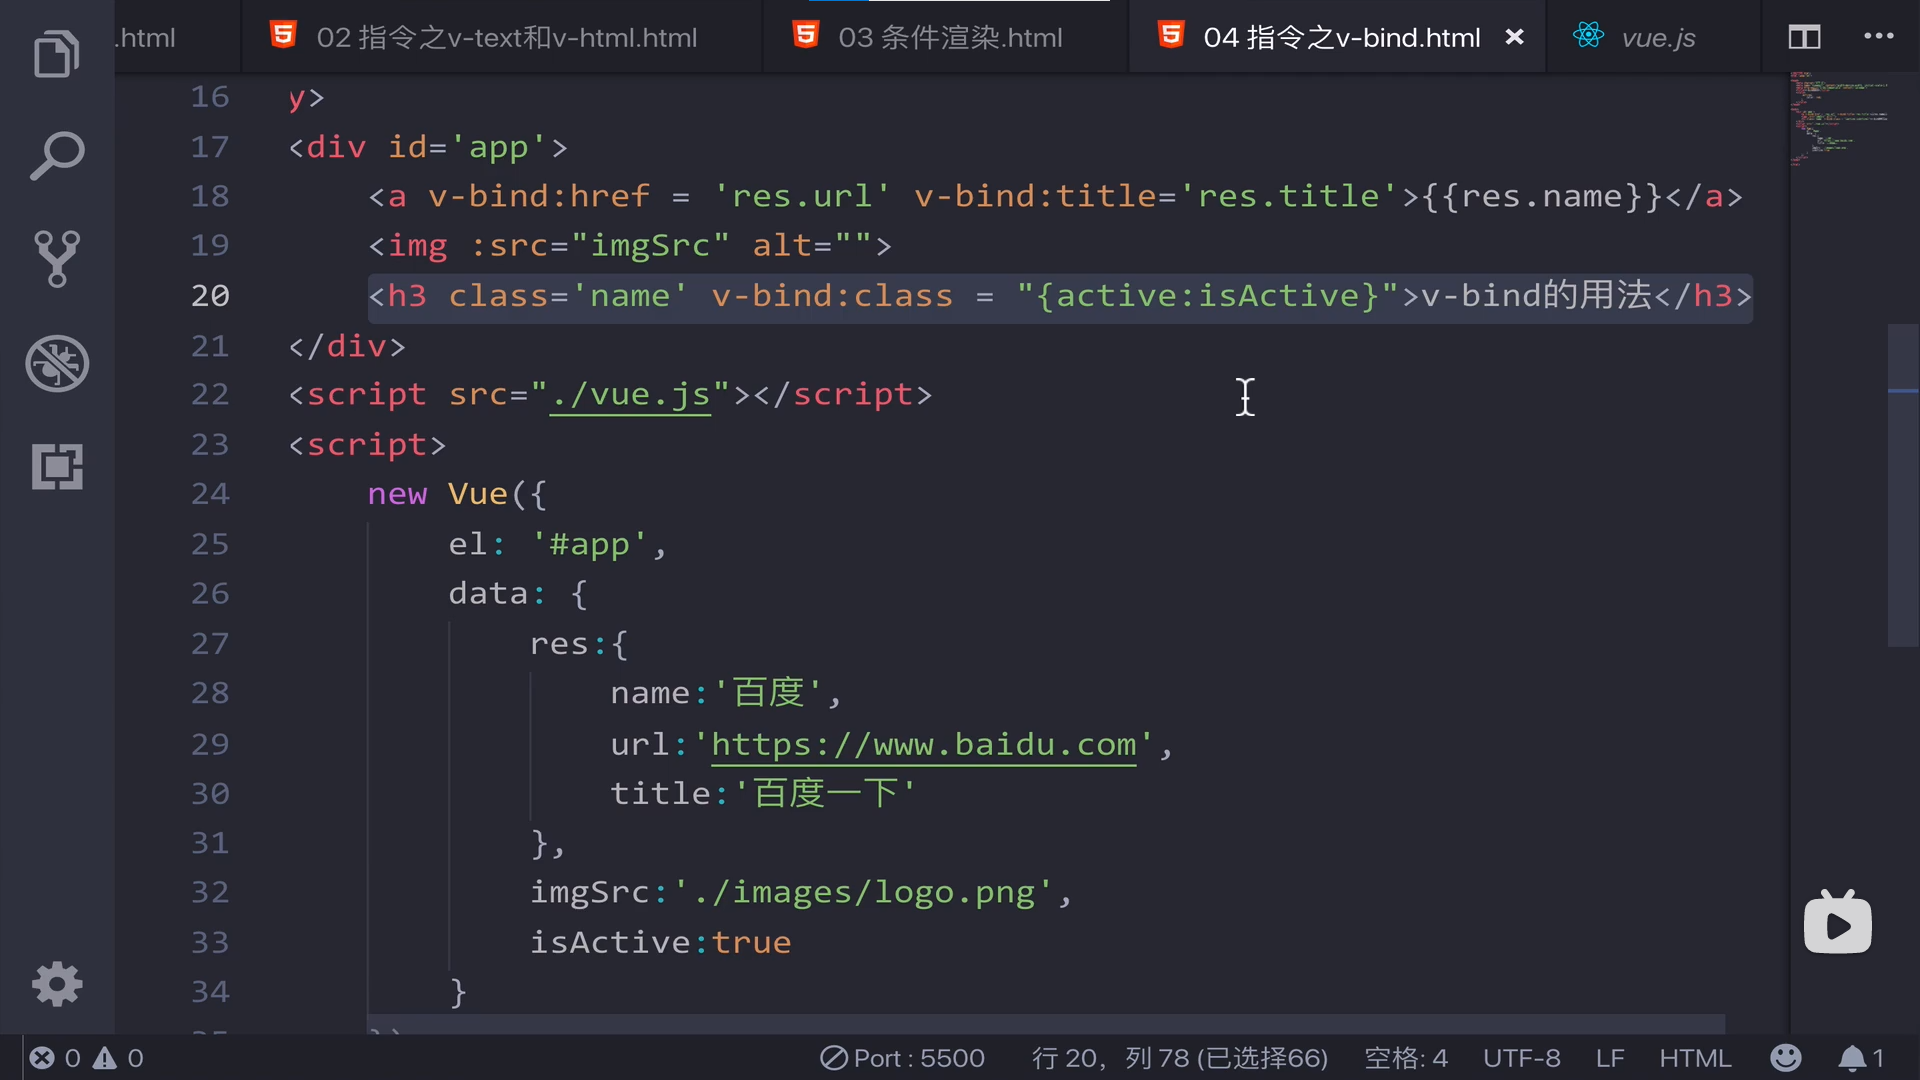 .html
02 指令之v-text和v-html.html
03 条件渲染.html
04 指令之v-bind.html
vue.js
16 y>
17 <div id='app'>
18 <a v-bind:href = 'res.url' v-bind:title='res.title'>{{res.name}}</a>
19 <img :src="imgSrc" alt="">
20 <h3 class='name' v-bind:class = "{active:isActive}">v-bind的用法</h3>
21 </div>
22 <script src="./vue.js"></script>
23 <script>
24 new Vue({
25 el: '#app',
26 data: {
27 res:{
28 name:'百度',
29 url:'https://www.baidu.com',
30 title:'百度一下'
31 },
32 imgSrc:'./images/logo.png',
33 isActive:true
34 }
0 0 Port : 5500 行 20，列 78 (已选择66) 空格: 4 UTF-8 LF HTML 1